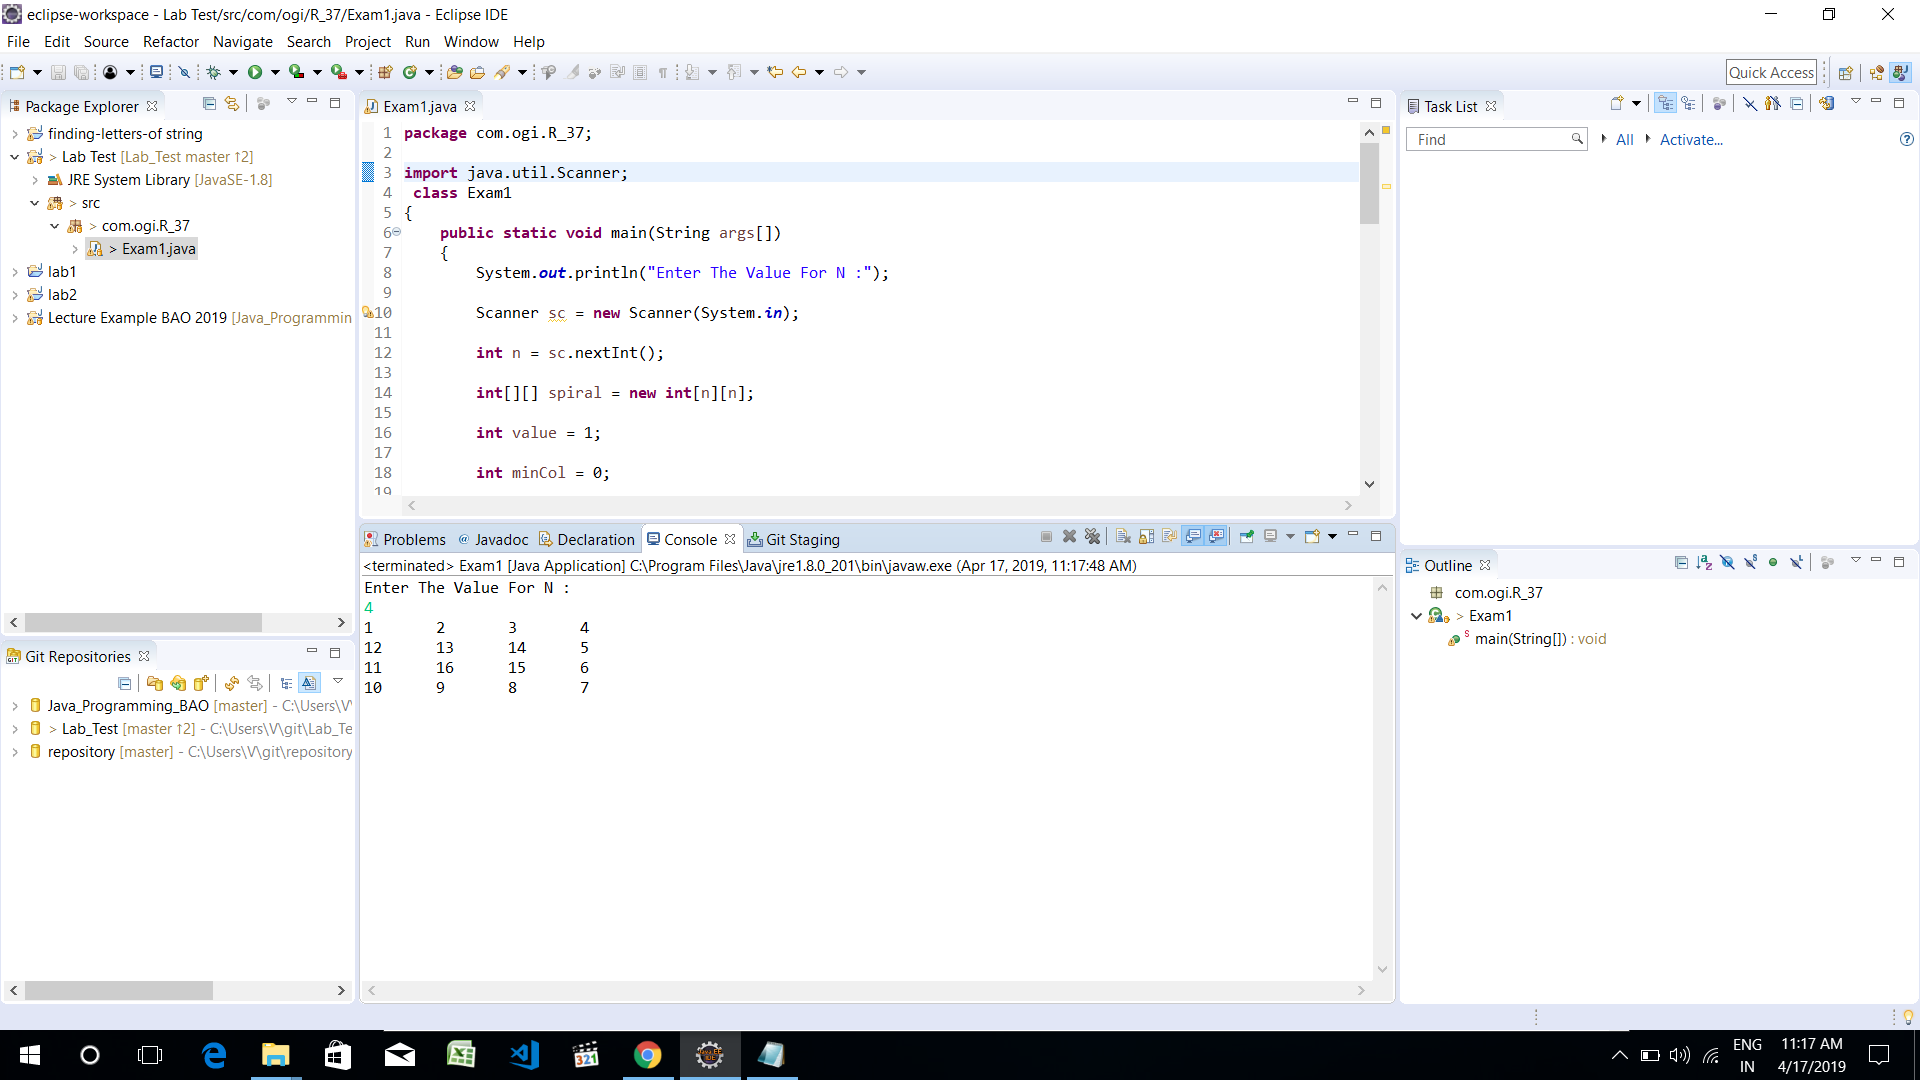 eclipse-workspace - Lab Test/src/com/ogi/R_37/Exam1.java - Eclipse IDE
File Edit Source Refactor Navigate Search Project Run Window Help
Quick Access
Package Explorer
finding-letters-of string
> Lab Test [Lab_Test master ↑2]
JRE System Library [JavaSE-1.8]
> src
> com.ogi.R_37
> Exam1.java
lab1
lab2
Lecture Example BAO 2019 [Java_Programmin
Git Repositories
Java_Programming_BAO [master] - C:\Users\V
> Lab_Test [master ↑2] - C:\Users\V\git\Lab_Te
repository [master] - C:\Users\V\git\repository
Exam1.java
1 package com.ogi.R_37;
2
3 import java.util.Scanner;
4 class Exam1
5 {
6 public static void main(String args[])
7 {
8 System.out.println("Enter The Value For N :");
9
10 Scanner sc = new Scanner(System.in);
11
12 int n = sc.nextInt();
13
14 int[][] spiral = new int[n][n];
15
16 int value = 1;
17
18 int minCol = 0;
19
Problems Javadoc Declaration Console Git Staging
<terminated> Exam1 [Java Application] C:\Program Files\Java\jre1.8.0_201\bin\javaw.exe (Apr 17, 2019, 11:17:48 AM)
Enter The Value For N :
4
1 2 3 4
12 13 14 5
11 16 15 6
10 9 8 7
Task List
Find All Activate...
Outline
com.ogi.R_37
> Exam1
main(String[]) : void
ENG
IN
11:17 AM
4/17/2019